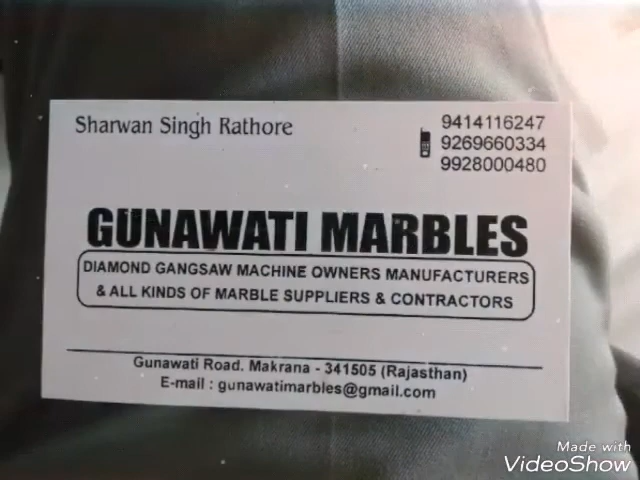 Sharwan Singh Rathore
9414116247
9269660334
9928000480
GUNAWATI MARBLES
DIAMOND GANGSAW MACHINE OWNERS MANUFACTURERS
& ALL KINDS OF MARBLE SUPPLIERS & CONTRACTORS
Gunawati Road. Makrana - 341505 (Rajasthan)
E-mail : gunawatimarbles@gmail.com
Made with
VideoShow